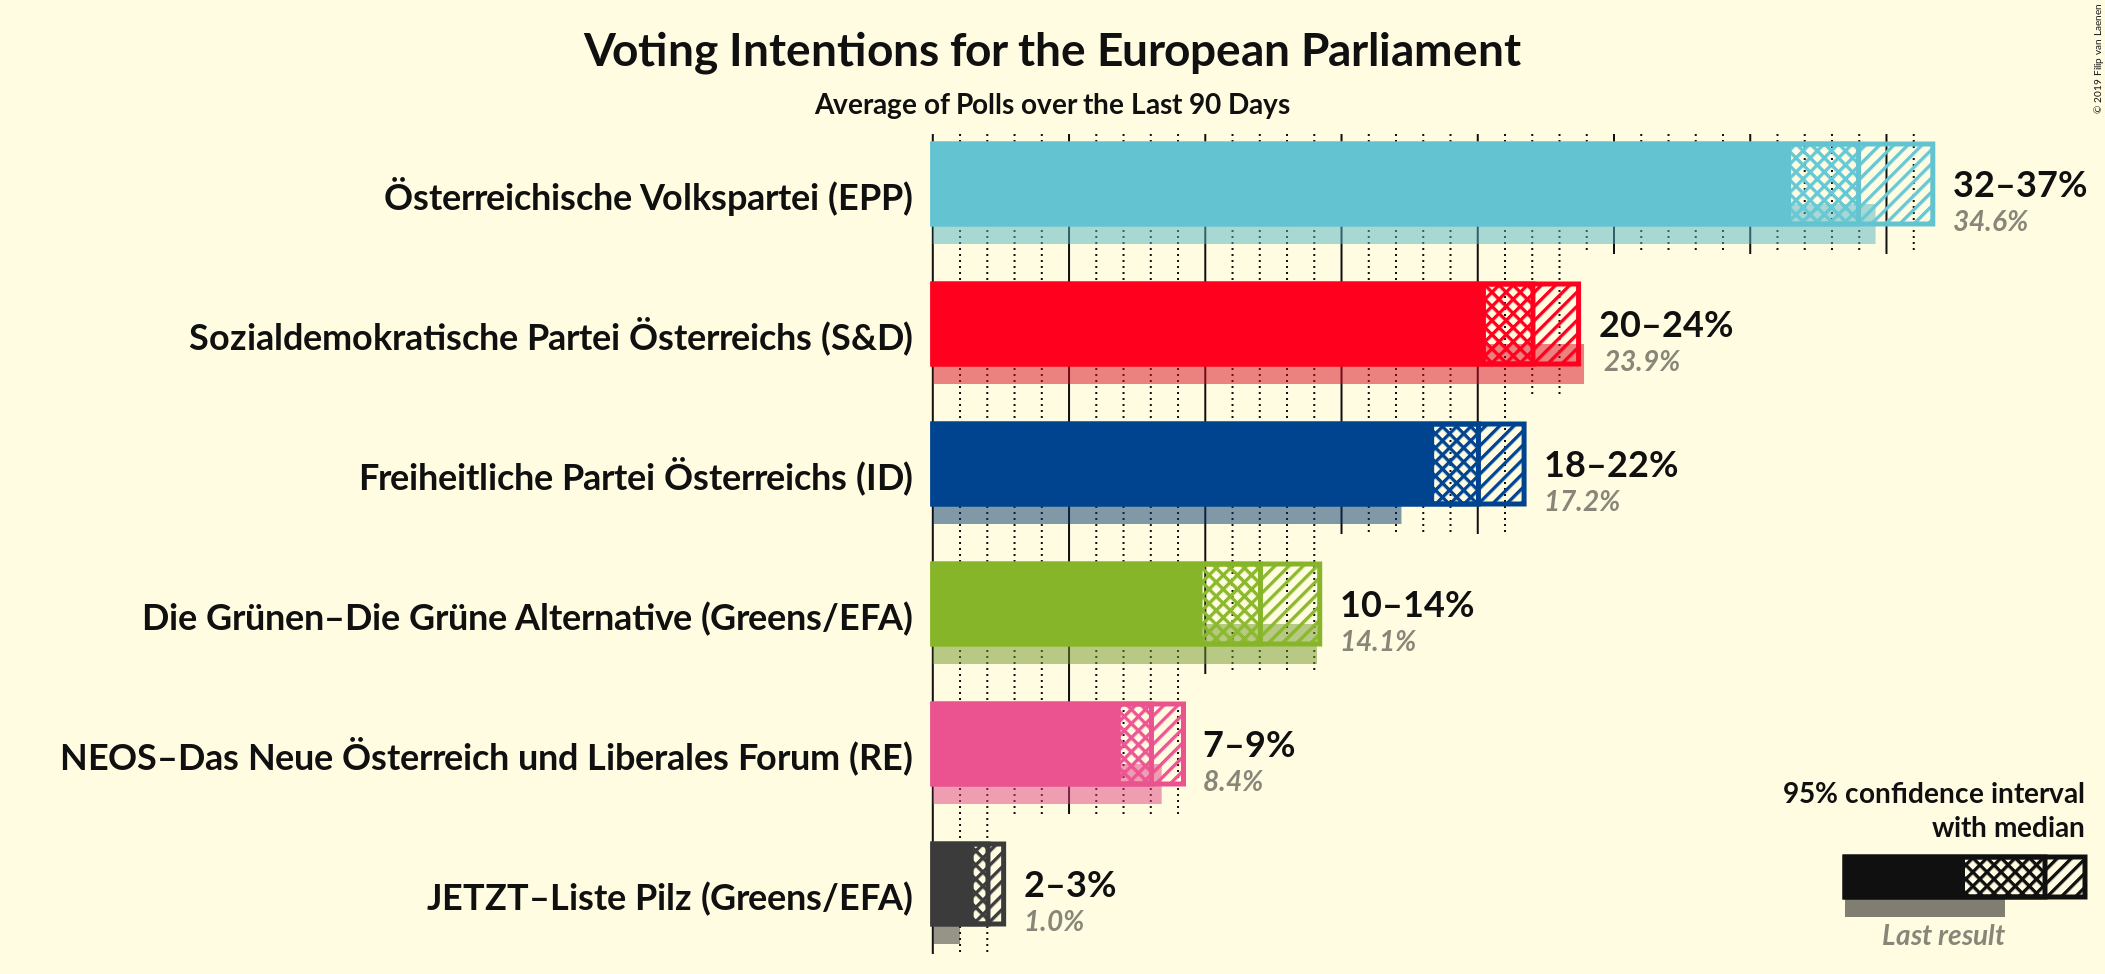 Voting Intentions for the European Parliament
Average of Polls over the Last 90 Days
© 2019 Filip van Laenen
Österreichische Volkspartei (EPP)
32–37%
34.6%
Sozialdemokratische Partei Österreichs (S&D)
20–24%
23.9%
Freiheitliche Partei Österreichs (ID)
18–22%
17.2%
Die Grünen–Die Grüne Alternative (Greens/EFA)
10–14%
14.1%
NEOS–Das Neue Österreich und Liberales Forum (RE)
7–9%
8.4%
JETZT–Liste Pilz (Greens/EFA)
2–3%
1.0%
95% confidence interval
with median
Last result